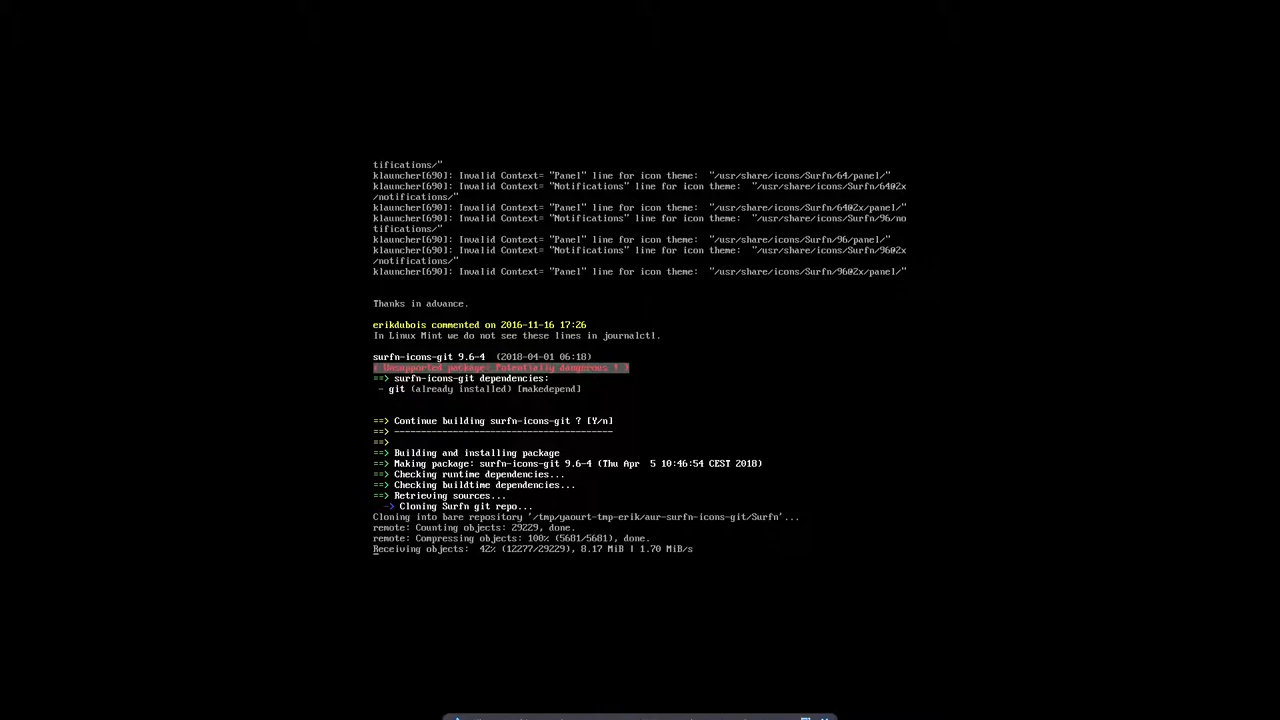 tifications/"
klauncher[690]: Invalid Context= "Panel" line for icon theme:  "/usr/share/icons/Surfn/64/panel/"
klauncher[690]: Invalid Context= "Notifications" line for icon theme:  "/usr/share/icons/Surfn/64@2x
/notifications/"
klauncher[690]: Invalid Context= "Panel" line for icon theme:  "/usr/share/icons/Surfn/64@2x/panel/"
klauncher[690]: Invalid Context= "Notifications" line for icon theme:  "/usr/share/icons/Surfn/96/no
tifications/"
klauncher[690]: Invalid Context= "Panel" line for icon theme:  "/usr/share/icons/Surfn/96/panel/"
klauncher[690]: Invalid Context= "Notifications" line for icon theme:  "/usr/share/icons/Surfn/96@2x
/notifications/"
klauncher[690]: Invalid Context= "Panel" line for icon theme:  "/usr/share/icons/Surfn/96@2x/panel/"
Thanks in advance.
erikdubois commented on 2016-11-16 17:26
In Linux Mint we do not see these lines in journalctl.
surfn-icons-git 9.6-4  (2018-04-01 06:18)
( Unsupported package: Potentially dangerous ! )
==> surfn-icons-git dependencies:
 - git (already installed) [makedepend]
==> Continue building surfn-icons-git ? [Y/n]
==> -----------------------------------------
==>
==> Building and installing package
==> Making package: surfn-icons-git 9.6-4 (Thu Apr  5 10:46:54 CEST 2018)
==> Checking runtime dependencies...
==> Checking buildtime dependencies...
==> Retrieving sources...
  -> Cloning Surfn git repo...
Cloning into bare repository '/tmp/yaourt-tmp-erik/aur-surfn-icons-git/Surfn'...
remote: Counting objects: 29229, done.
remote: Compressing objects: 100% (5681/5681), done.
Receiving objects:  42% (12277/29229), 8.17 MiB | 1.70 MiB/s